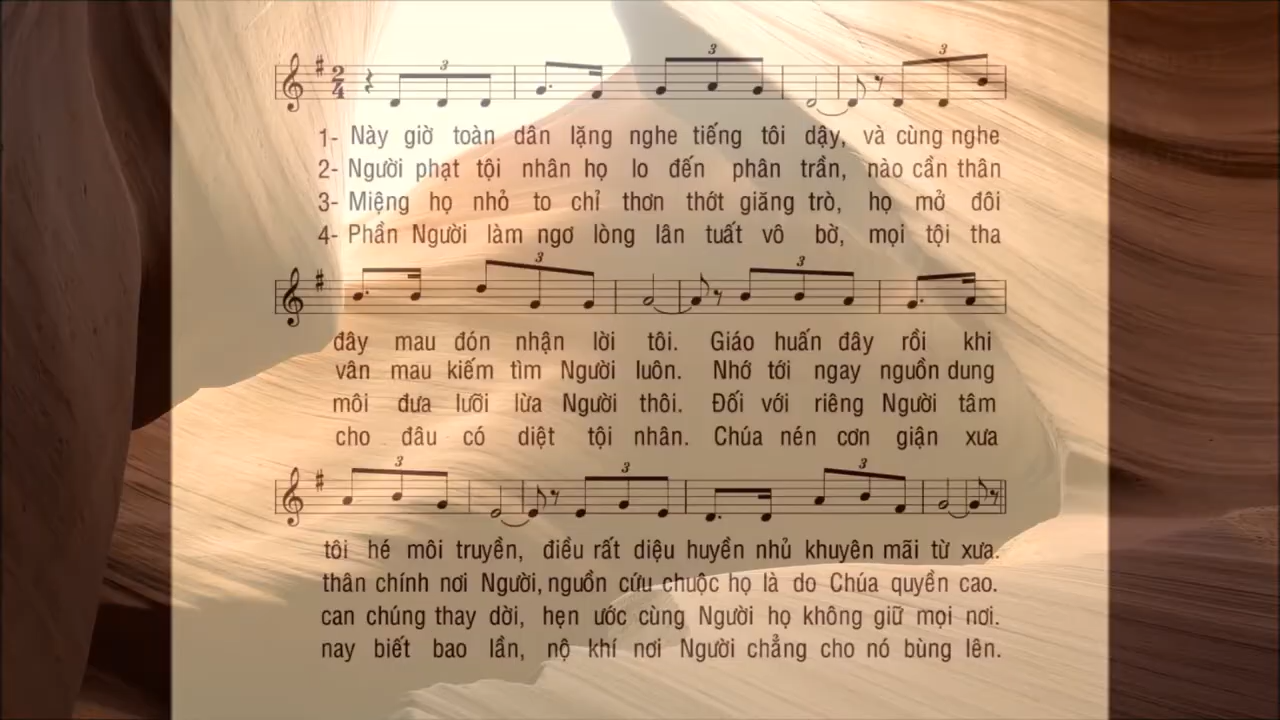 1- Này giờ toàn dân lặng nghe tiếng tôi dậy, và cùng nghe
2- Người phạt tội nhân họ lo đến phân trần, nào cần thân
3- Miệng họ nhỏ to chỉ thơn thớt giăng trò, họ mở đôi
4- Phần Người làm ngơ lòng lân tuất vô bờ, mọi tội tha
đây mau đón nhận lời tôi. Giáo huấn đây rồi khi
vân mau kiếm tìm Người luôn. Nhớ tới ngay nguồn dung
môi đưa lưỡi lừa Người thôi. Đối với riêng Người tâm
cho đâu có diệt tội nhân. Chúa nén cơn giận xưa
tôi hé môi truyền, điều rất diệu huyền nhủ khuyên mãi từ xưa.
thân chính nơi Người, nguồn cứu chuộc họ là do Chúa quyền cao.
can chúng thay dời, hẹn ước cùng Người họ không giữ mọi nơi.
nay biết bao lần, nộ khí nơi Người chẳng cho nó bùng lên.